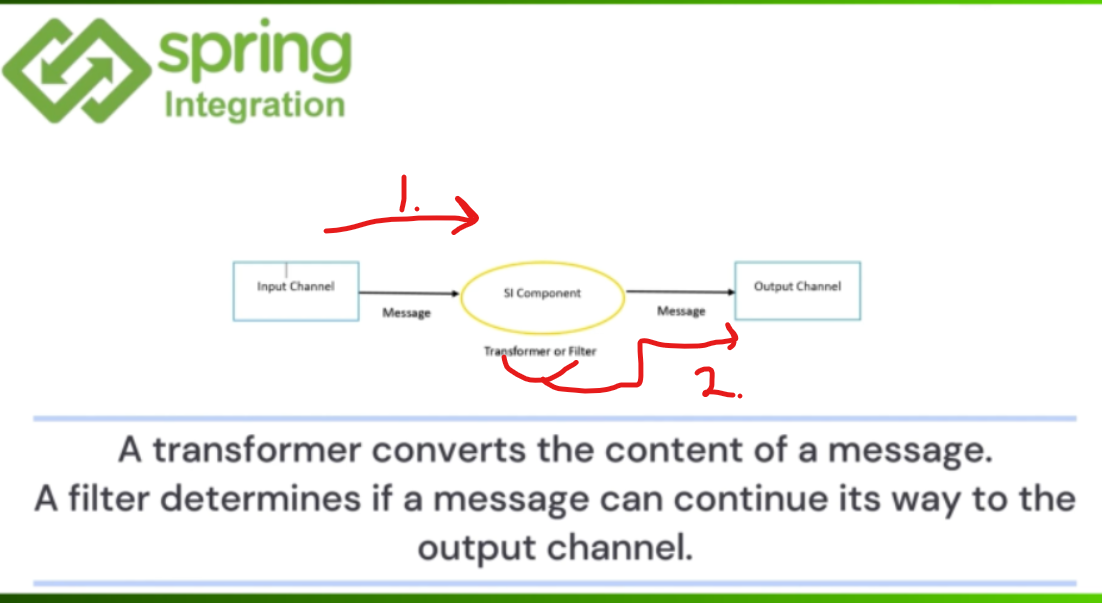 spring
Integration
1.
Input Channel
Message
SI Component
Message
Output Channel
Transformer or Filter
2.
A transformer converts the content of a message.
A filter determines if a message can continue its way to the
output channel.